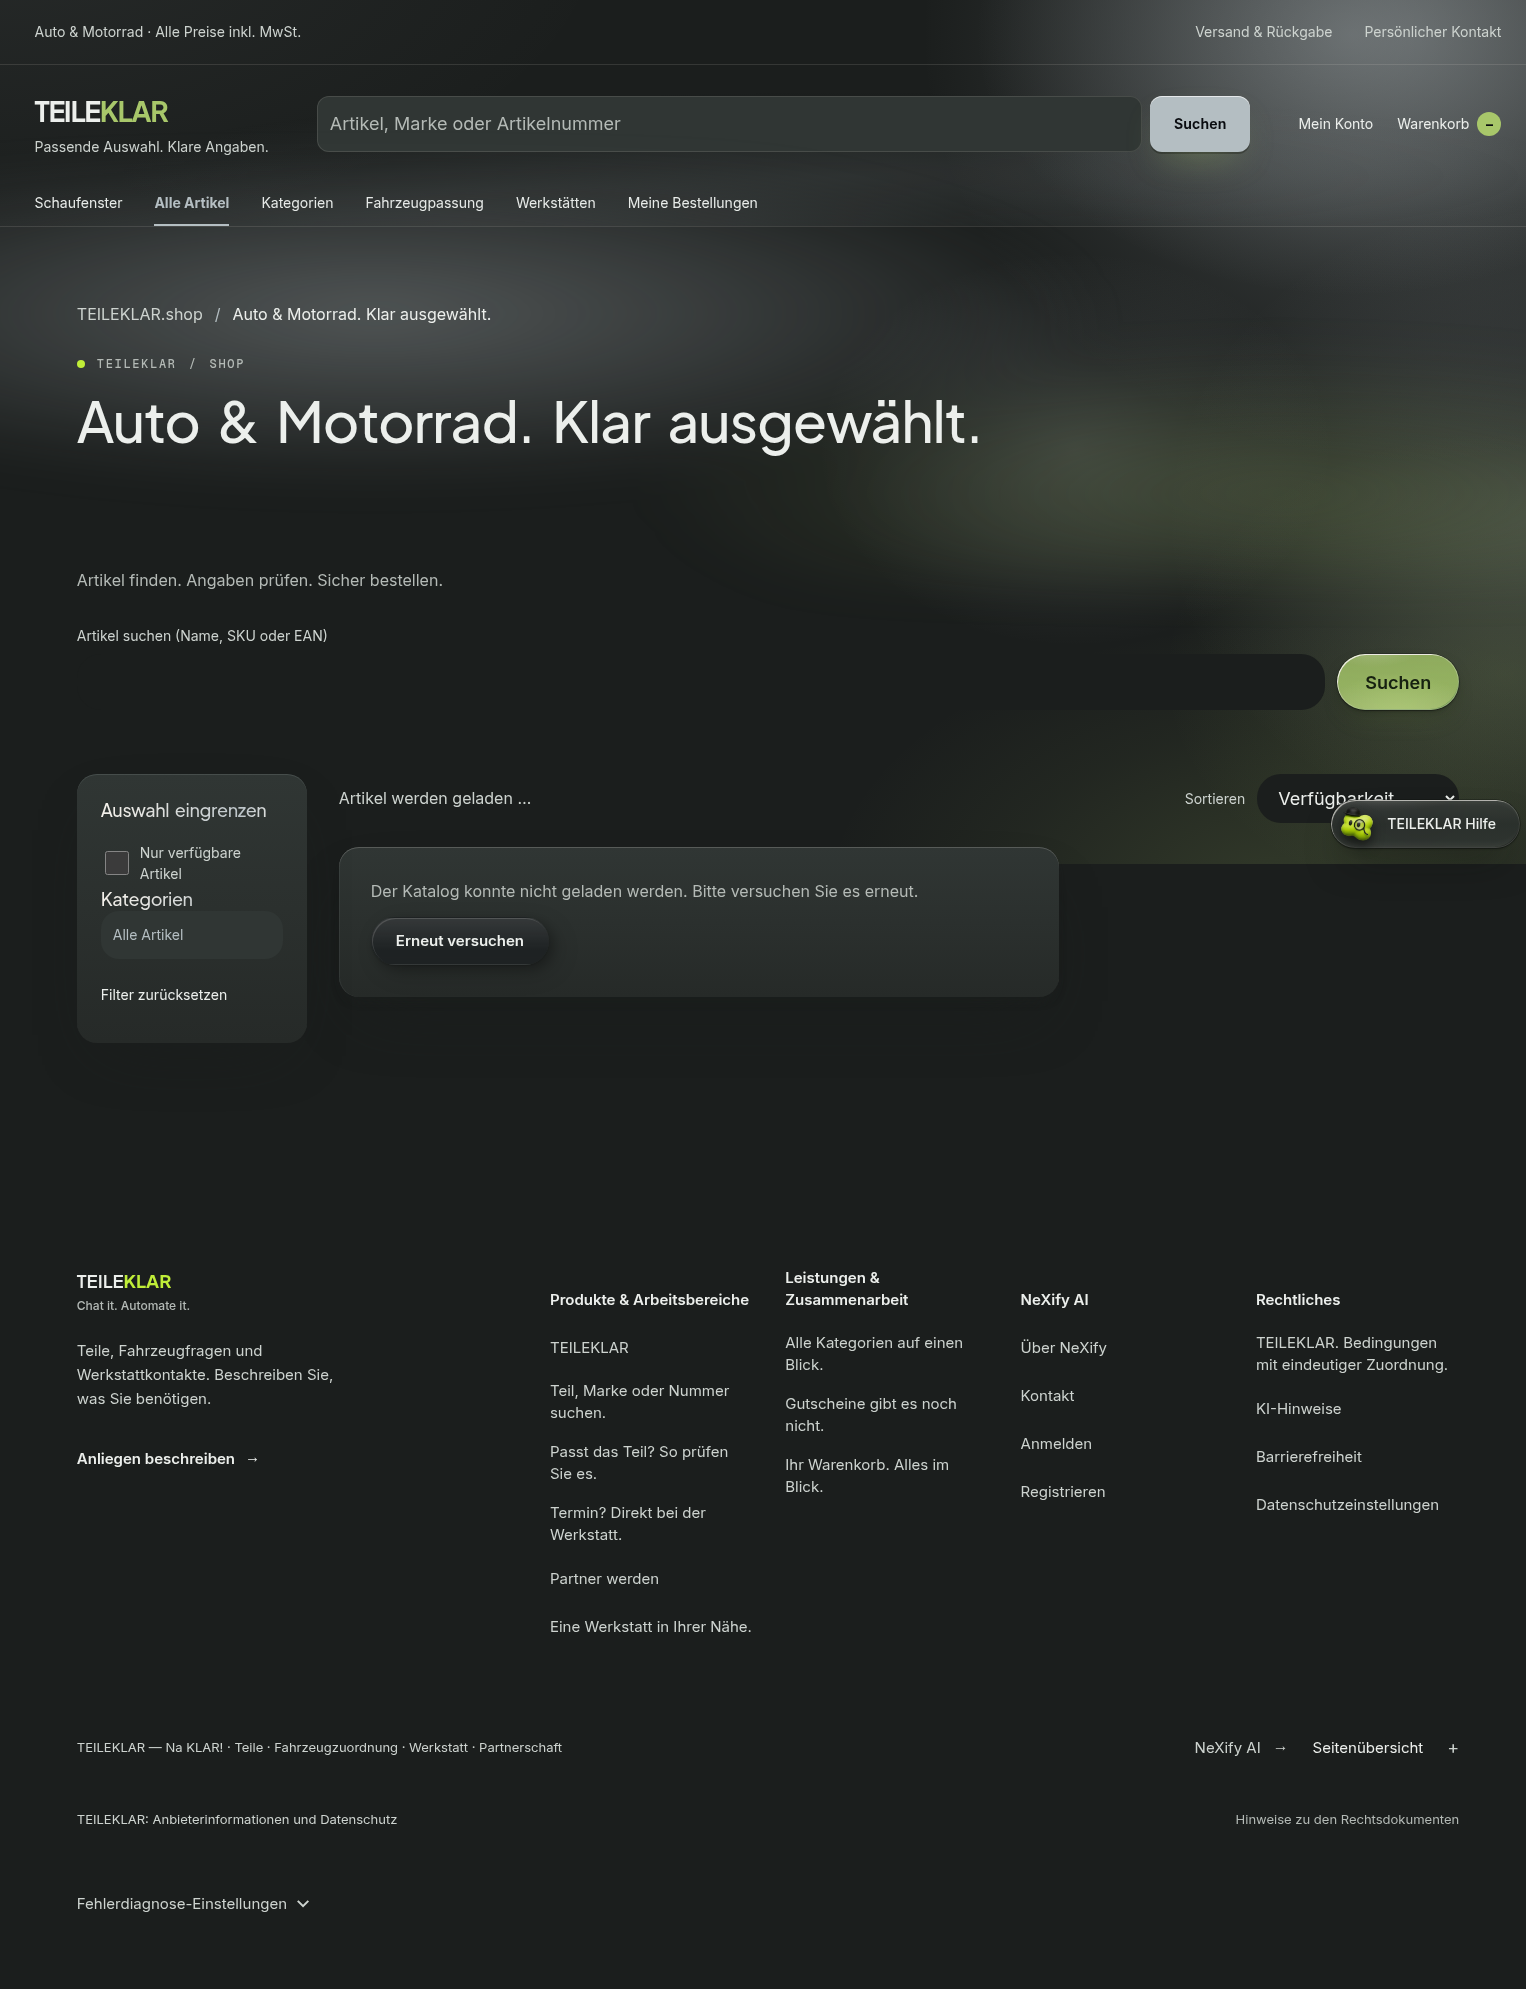 Auto & Motorrad · Alle Preise inkl. MwSt.
Versand & Rückgabe
Persönlicher Kontakt
TEILEKLAR
Passende Auswahl. Klare Angaben.
Artikel, Marke oder Artikelnummer
Suchen
Mein Konto
Warenkorb –
Schaufenster
Alle Artikel
Kategorien
Fahrzeugpassung
Werkstätten
Meine Bestellungen
TEILEKLAR.shop / Auto & Motorrad. Klar ausgewählt.
TEILEKLAR / SHOP
Auto & Motorrad. Klar ausgewählt.
Artikel finden. Angaben prüfen. Sicher bestellen.
Artikel suchen (Name, SKU oder EAN)
Suchen
Auswahl eingrenzen
Nur verfügbare
Artikel
Kategorien
Alle Artikel
Filter zurücksetzen
Artikel werden geladen …
Sortieren
Verfügbarkeit
TEILEKLAR Hilfe
Der Katalog konnte nicht geladen werden. Bitte versuchen Sie es erneut.
Erneut versuchen
TEILEKLAR
Chat it. Automate it.
Teile, Fahrzeugfragen und
Werkstattkontakte. Beschreiben Sie,
was Sie benötigen.
Anliegen beschreiben →
Produkte & Arbeitsbereiche
TEILEKLAR
Teil, Marke oder Nummer
suchen.
Passt das Teil? So prüfen
Sie es.
Termin? Direkt bei der
Werkstatt.
Partner werden
Eine Werkstatt in Ihrer Nähe.
Leistungen &
Zusammenarbeit
Alle Kategorien auf einen
Blick.
Gutscheine gibt es noch
nicht.
Ihr Warenkorb. Alles im
Blick.
NeXify AI
Über NeXify
Kontakt
Anmelden
Registrieren
Rechtliches
TEILEKLAR. Bedingungen
mit eindeutiger Zuordnung.
KI-Hinweise
Barrierefreiheit
Datenschutzeinstellungen
TEILEKLAR — Na KLAR! · Teile · Fahrzeugzuordnung · Werkstatt · Partnerschaft
NeXify AI →
Seitenübersicht +
TEILEKLAR: Anbieterinformationen und Datenschutz
Hinweise zu den Rechtsdokumenten
Fehlerdiagnose-Einstellungen